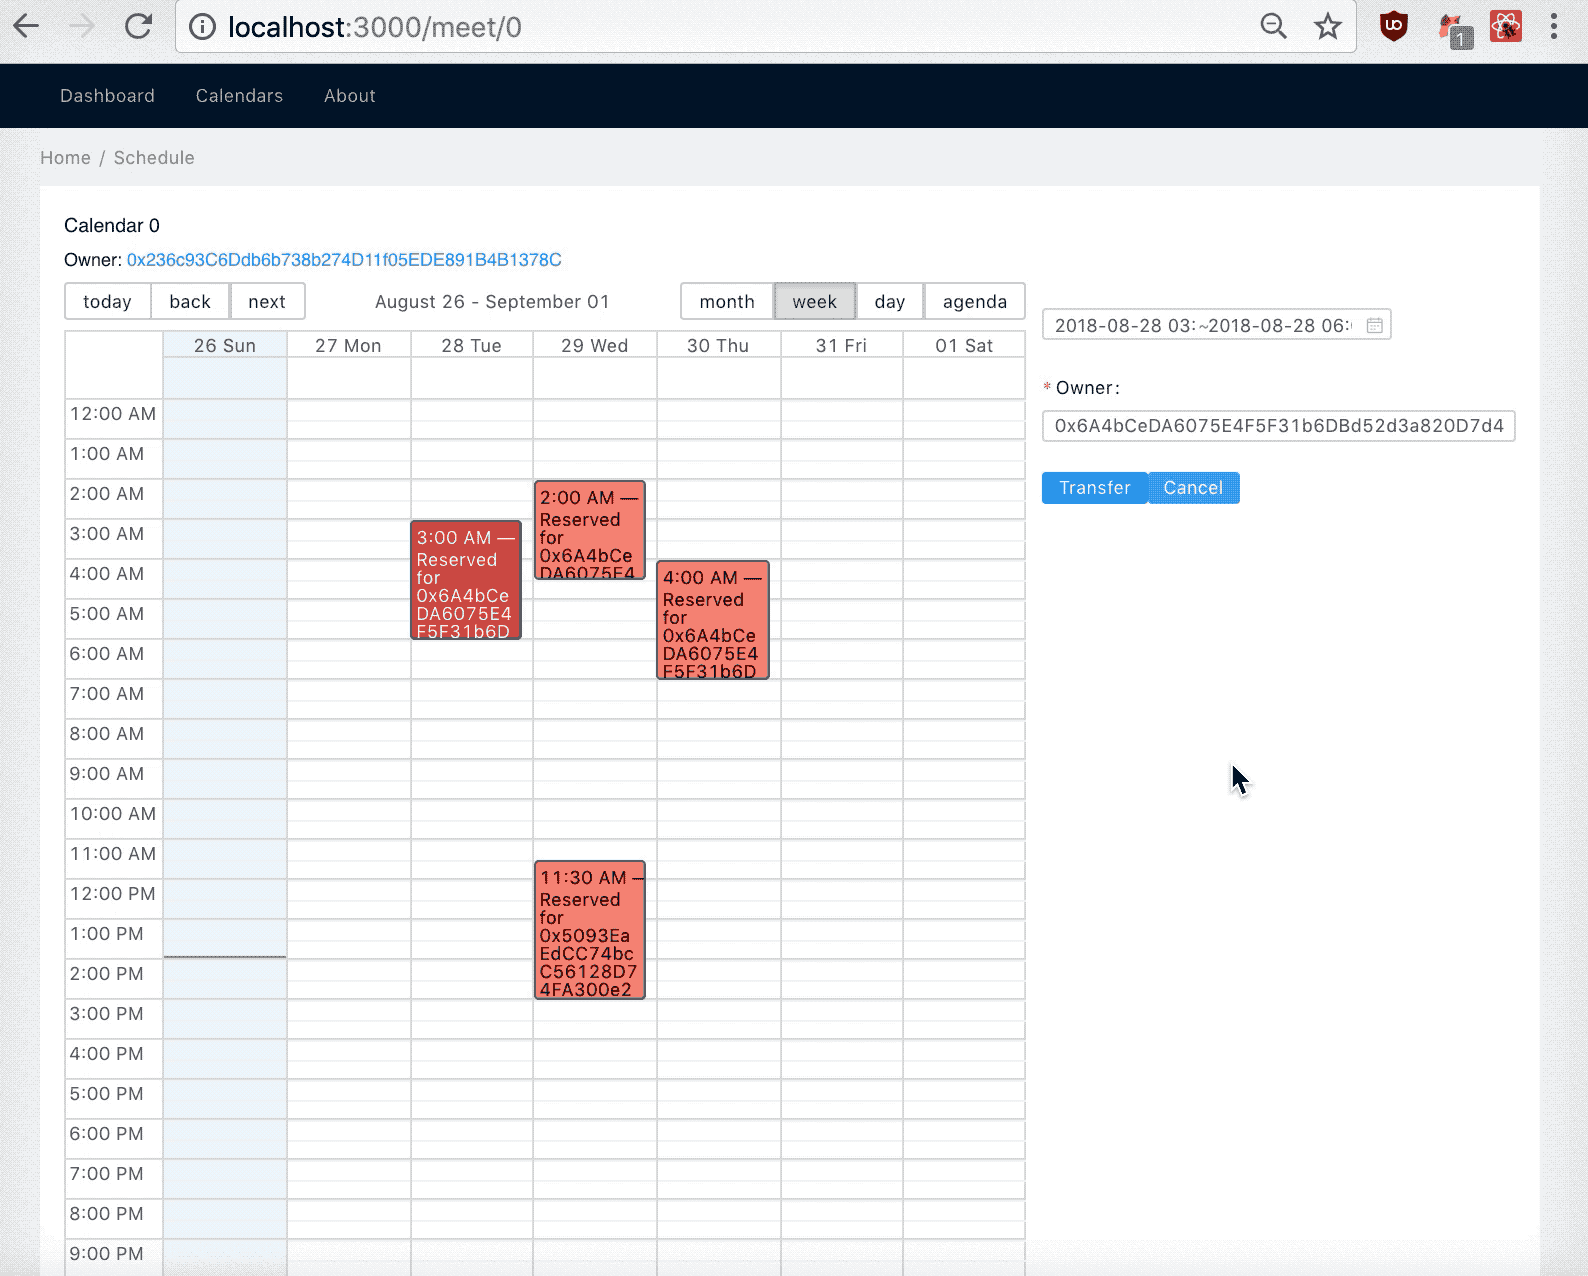 localhost:3000/meet/0
1
Dashboard Calendars About
Home / Schedule
Calendar 0
Owner: 0x236c93C6Ddb6b738b274D11f05EDE891B4B1378C
today back next August 26 - September 01 month week day agenda
26 Sun 27 Mon 28 Tue 29 Wed 30 Thu 31 Fri 01 Sat
12:00 AM
1:00 AM
2:00 AM
3:00 AM
4:00 AM
5:00 AM
6:00 AM
7:00 AM
8:00 AM
9:00 AM
10:00 AM
11:00 AM
12:00 PM
1:00 PM
2:00 PM
3:00 PM
4:00 PM
5:00 PM
6:00 PM
7:00 PM
8:00 PM
9:00 PM
3:00 AM —
Reserved
for
0x6A4bCe
DA6075E4
F5F31b6D
2:00 AM —
Reserved
for
0x6A4bCe
DA6075E4
11:30 AM —
Reserved
for
0x5093Ea
EdCC74bc
C56128D7
4FA300e2
4:00 AM —
Reserved
for
0x6A4bCe
DA6075E4
F5F31b6D
2018-08-28 03:~2018-08-28 06:
* Owner:
0x6A4bCeDA6075E4F5F31b6DBd52d3a820D7d4
Transfer Cancel